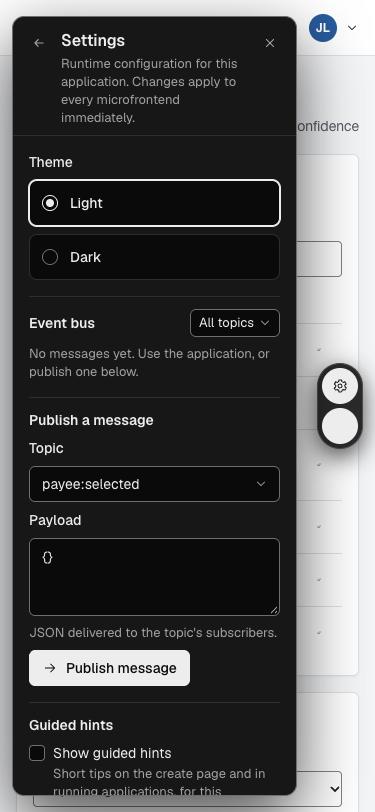 Settings
JL
Runtime configuration for this
application. Changes apply to
every microfrontend
immediately.
onfidence
Theme
Light
Dark
Event bus
All topics
No messages yet. Use the application, or
publish one below.
Publish a message
Topic
payee:selected
Payload
{}
JSON delivered to the topic's subscribers.
Publish message
Guided hints
Show guided hints
Short tips on the create page and in
running applications, for this